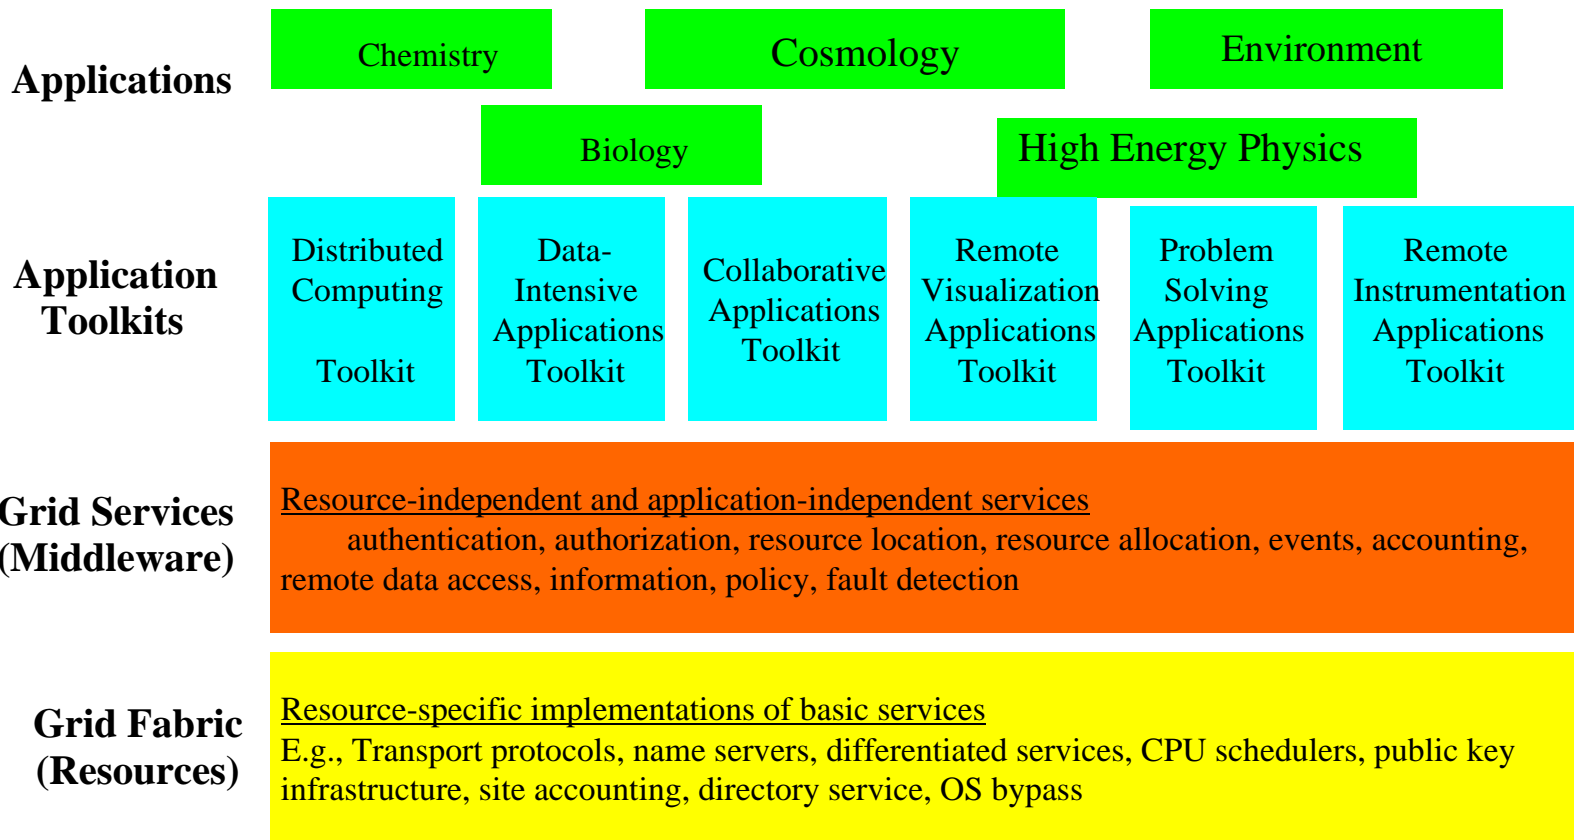 Applications
Chemistry
Cosmology
Environment
Biology
High Energy Physics
Application
Toolkits
Distributed
Computing
Toolkit
Data-
Intensive
Applications
Toolkit
Collaborative
Applications
Toolkit
Remote
Visualization
Applications
Toolkit
Problem
Solving
Applications
Toolkit
Remote
Instrumentation
Applications
Toolkit
Grid Services
(Middleware)
Resource-independent and application-independent services
authentication, authorization, resource location, resource allocation, events, accounting,
remote data access, information, policy, fault detection
Grid Fabric
(Resources)
Resource-specific implementations of basic services
E.g., Transport protocols, name servers, differentiated services, CPU schedulers, public key
infrastructure, site accounting, directory service, OS bypass